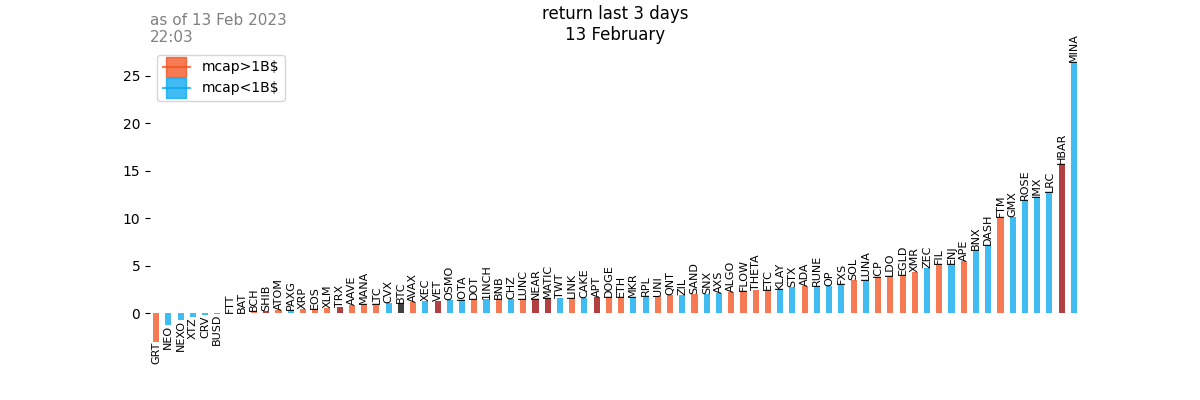 as of 13 Feb 2023
22:03
return last 3 days
13 February
mcap>1B$
mcap<1B$
25
20
15
10
5
0
GRT
NEO
NEXO
XTZ
CRV
BUSD
FTT
BAT
BCH
SHIB
ATOM
PAXG
XRP
EOS
XLM
TRX
AAVE
MANA
LTC
CVX
BTC
AVAX
XEC
VET
OSMO
IOTA
DOT
1INCH
BNB
CHZ
LUNC
NEAR
MATIC
TWT
LINK
CAKE
APT
DOGE
ETH
MKR
RPL
UNI
QNT
ZIL
SAND
SNX
AXS
ALGO
FLOW
THETA
ETC
KLAY
STX
ADA
RUNE
OP
FXS
SOL
LUNA
ICP
LDO
EGLD
XMR
ZEC
FIL
ENJ
APE
BNX
DASH
FTM
GMX
ROSE
IMX
LRC
HBAR
MINA